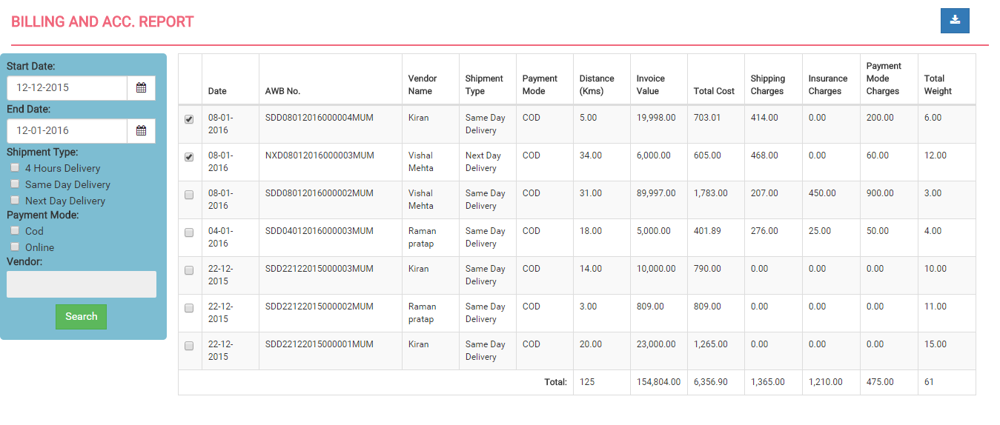 BILLING AND ACC. REPORT
Start Date:
12-12-2015
End Date:
12-01-2016
Shipment Type:
4 Hours Delivery
Same Day Delivery
Next Day Delivery
Payment Mode:
Cod
Online
Vendor:
Search
Date AWB No. Vendor Name Shipment Type Payment Mode Distance (Kms) Invoice Value Total Cost Shipping Charges Insurance Charges Payment Mode Charges Total Weight
08-01-2016 SDD08012016000004MUM Kiran Same Day Delivery COD 5.00 19,998.00 703.01 414.00 0.00 200.00 6.00
08-01-2016 NXD08012016000003MUM Vishal Mehta Next Day Delivery COD 34.00 6,000.00 605.00 468.00 0.00 60.00 12.00
08-01-2016 SDD08012016000002MUM Vishal Mehta Same Day Delivery COD 31.00 89,997.00 1,783.00 207.00 450.00 900.00 3.00
04-01-2016 SDD04012016000003MUM Raman pratap Same Day Delivery COD 18.00 5,000.00 401.89 276.00 25.00 50.00 4.00
22-12-2015 SDD22122015000003MUM Kiran Same Day Delivery COD 14.00 10,000.00 790.00 0.00 0.00 0.00 10.00
22-12-2015 SDD22122015000002MUM Raman pratap Same Day Delivery COD 3.00 809.00 809.00 0.00 0.00 0.00 11.00
22-12-2015 SDD22122015000001MUM Kiran Same Day Delivery COD 20.00 23,000.00 1,265.00 0.00 0.00 0.00 15.00
Total: 125 154,804.00 6,356.90 1,365.00 1,210.00 475.00 61